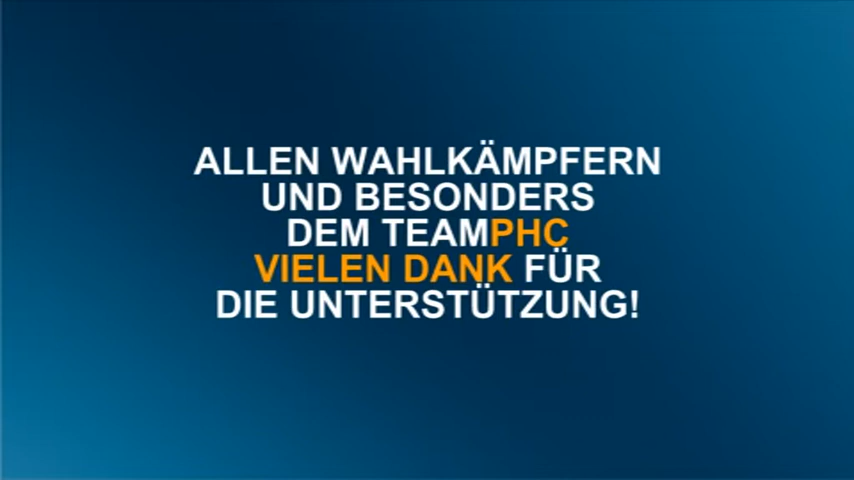 ALLEN WAHLKÄMPFERN
UND BESONDERS
DEM TEAMPHC
VIELEN DANK FÜR
DIE UNTERSTÜTZUNG!